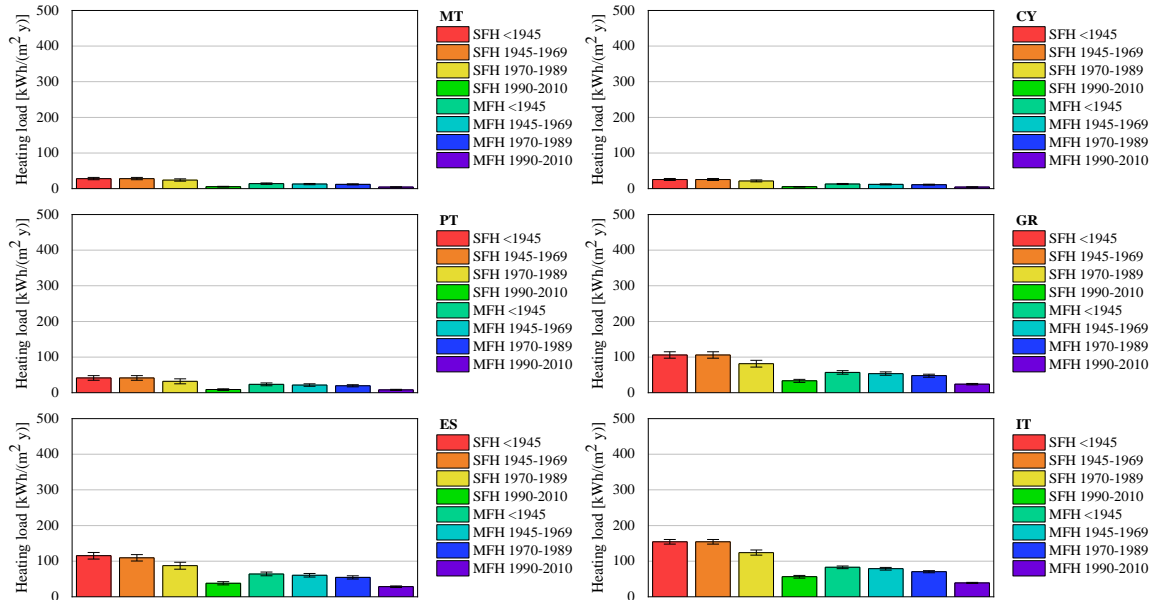 500
400
300
200
100
0
Heating load [kWh/(m² y)]
MT
SFH <1945
SFH 1945-1969
SFH 1970-1989
SFH 1990-2010
MFH <1945
MFH 1945-1969
MFH 1970-1989
MFH 1990-2010
500
400
300
200
100
0
Heating load [kWh/(m² y)]
CY
SFH <1945
SFH 1945-1969
SFH 1970-1989
SFH 1990-2010
MFH <1945
MFH 1945-1969
MFH 1970-1989
MFH 1990-2010
500
400
300
200
100
0
Heating load [kWh/(m² y)]
PT
SFH <1945
SFH 1945-1969
SFH 1970-1989
SFH 1990-2010
MFH <1945
MFH 1945-1969
MFH 1970-1989
MFH 1990-2010
500
400
300
200
100
0
Heating load [kWh/(m² y)]
GR
SFH <1945
SFH 1945-1969
SFH 1970-1989
SFH 1990-2010
MFH <1945
MFH 1945-1969
MFH 1970-1989
MFH 1990-2010
500
400
300
200
100
0
Heating load [kWh/(m² y)]
ES
SFH <1945
SFH 1945-1969
SFH 1970-1989
SFH 1990-2010
MFH <1945
MFH 1945-1969
MFH 1970-1989
MFH 1990-2010
500
400
300
200
100
0
Heating load [kWh/(m² y)]
IT
SFH <1945
SFH 1945-1969
SFH 1970-1989
SFH 1990-2010
MFH <1945
MFH 1945-1969
MFH 1970-1989
MFH 1990-2010